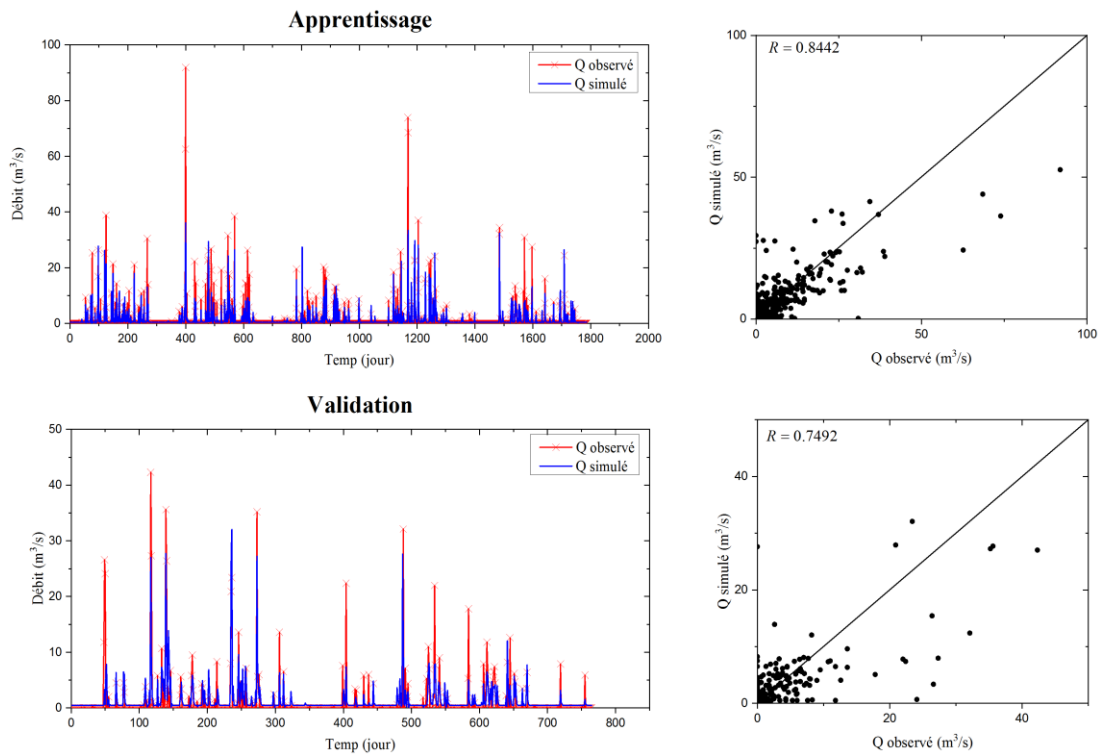 Apprentissage
Débit (m³/s)
100
80
60
40
20
0
Q observé
Q simulé
0 200 400 600 800 1000 1200 1400 1600 1800 2000
Temp (jour)
R = 0.8442
Q simulé (m³/s)
100
50
0
0 50 100
Q observé (m³/s)
Validation
Débit (m³/s)
50
40
30
20
10
0
Q observé
Q simulé
0 100 200 300 400 500 600 700 800
Temp (jour)
R = 0.7492
Q simulé (m³/s)
40
20
0
0 20 40
Q observé (m³/s)